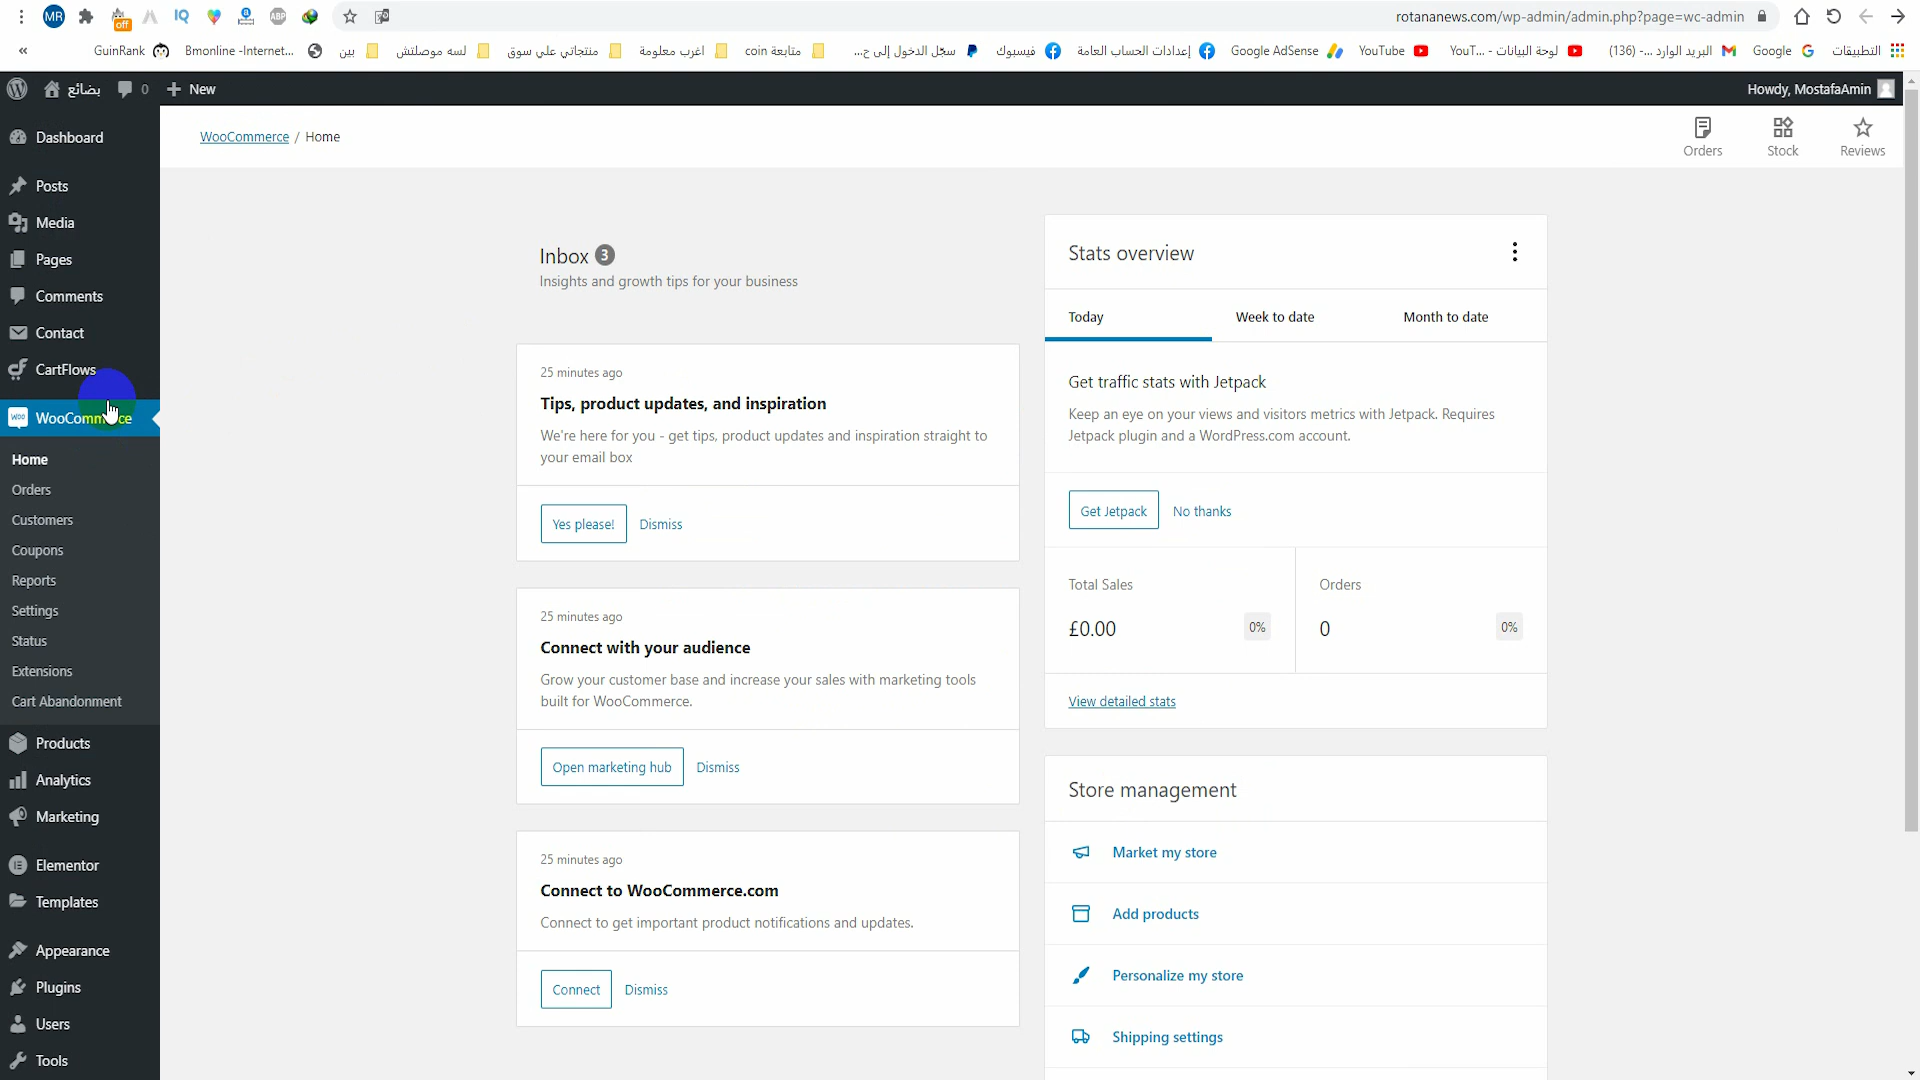 MR
off
IQ
ABP
rotananews.com/wp-admin/admin.php?page=wc-admin
«
GuinRank
Bmonline -Internet...
بين
لسه موصلتش
منتجاتي علي سوق
اغرب معلومة
متابعة coin
سجّل الدخول إلى ح...
فيسبوك
إعدادات الحساب العامة
Google AdSense
YouTube
لوحة البيانات - YouT...
البريد الوارد ...- (136)
Google
التطبيقات
بضائع
0
New
Howdy, MostafaAmin
Dashboard
Posts
Media
Pages
Comments
Contact
CartFlows
WooCommerce
Home
Orders
Customers
Coupons
Reports
Settings
Status
Extensions
Cart Abandonment
Products
Analytics
Marketing
Elementor
Templates
Appearance
Plugins
Users
Tools
WooCommerce / Home
Orders
Stock
Reviews
Inbox 3
Insights and growth tips for your business
25 minutes ago
Tips, product updates, and inspiration
We're here for you - get tips, product updates and inspiration straight to
your email box
Yes please!
Dismiss
25 minutes ago
Connect with your audience
Grow your customer base and increase your sales with marketing tools
built for WooCommerce.
Open marketing hub
Dismiss
25 minutes ago
Connect to WooCommerce.com
Connect to get important product notifications and updates.
Connect
Dismiss
Stats overview
Today
Week to date
Month to date
Get traffic stats with Jetpack
Keep an eye on your views and visitors metrics with Jetpack. Requires
Jetpack plugin and a WordPress.com account.
Get Jetpack
No thanks
Total Sales
£0.00
0%
Orders
0
0%
View detailed stats
Store management
Market my store
Add products
Personalize my store
Shipping settings